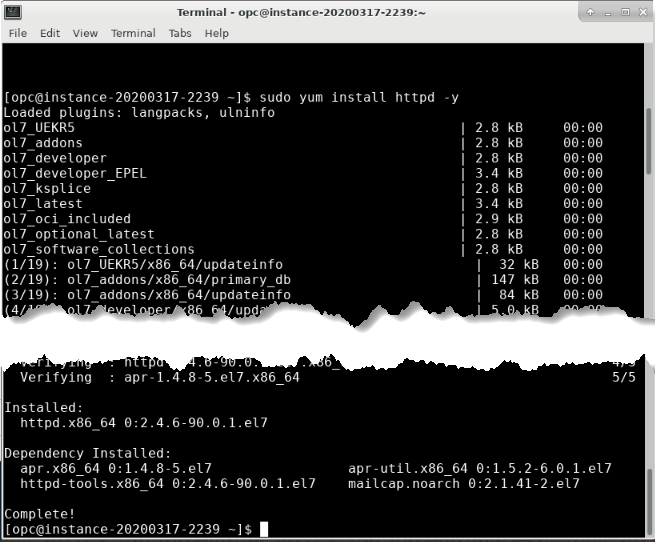 Terminal - opc@instance-20200317-2239:~
File Edit View Terminal Tabs Help
[opc@instance-20200317-2239 ~]$ sudo yum install httpd -y
Loaded plugins: langpacks, ulninfo
ol7_UEKR5 | 2.8 kB 00:00
ol7_addons | 2.8 kB 00:00
ol7_developer | 2.8 kB 00:00
ol7_developer_EPEL | 3.4 kB 00:00
ol7_ksplice | 2.8 kB 00:00
ol7_latest | 3.4 kB 00:00
ol7_oci_included | 2.9 kB 00:00
ol7_optional_latest | 2.8 kB 00:00
ol7_software_collections | 2.8 kB 00:00
(1/19): ol7_UEKR5/x86_64/updateinfo | 32 kB 00:00
(2/19): ol7_addons/x86_64/primary_db | 147 kB 00:00
(3/19): ol7_addons/x86_64/updateinfo | 84 kB 00:00
ol7_developer/x86_64/upda | 5.0 kB 00:00
Verifying : httpd
Verifying : apr-1.4.8-5.el7.x86_64 5/5
Installed:
httpd.x86_64 0:2.4.6-90.0.1.el7
Dependency Installed:
apr.x86_64 0:1.4.8-5.el7 apr-util.x86_64 0:1.5.2-6.0.1.el7
httpd-tools.x86_64 0:2.4.6-90.0.1.el7 mailcap.noarch 0:2.1.41-2.el7
Complete!
[opc@instance-20200317-2239 ~]$